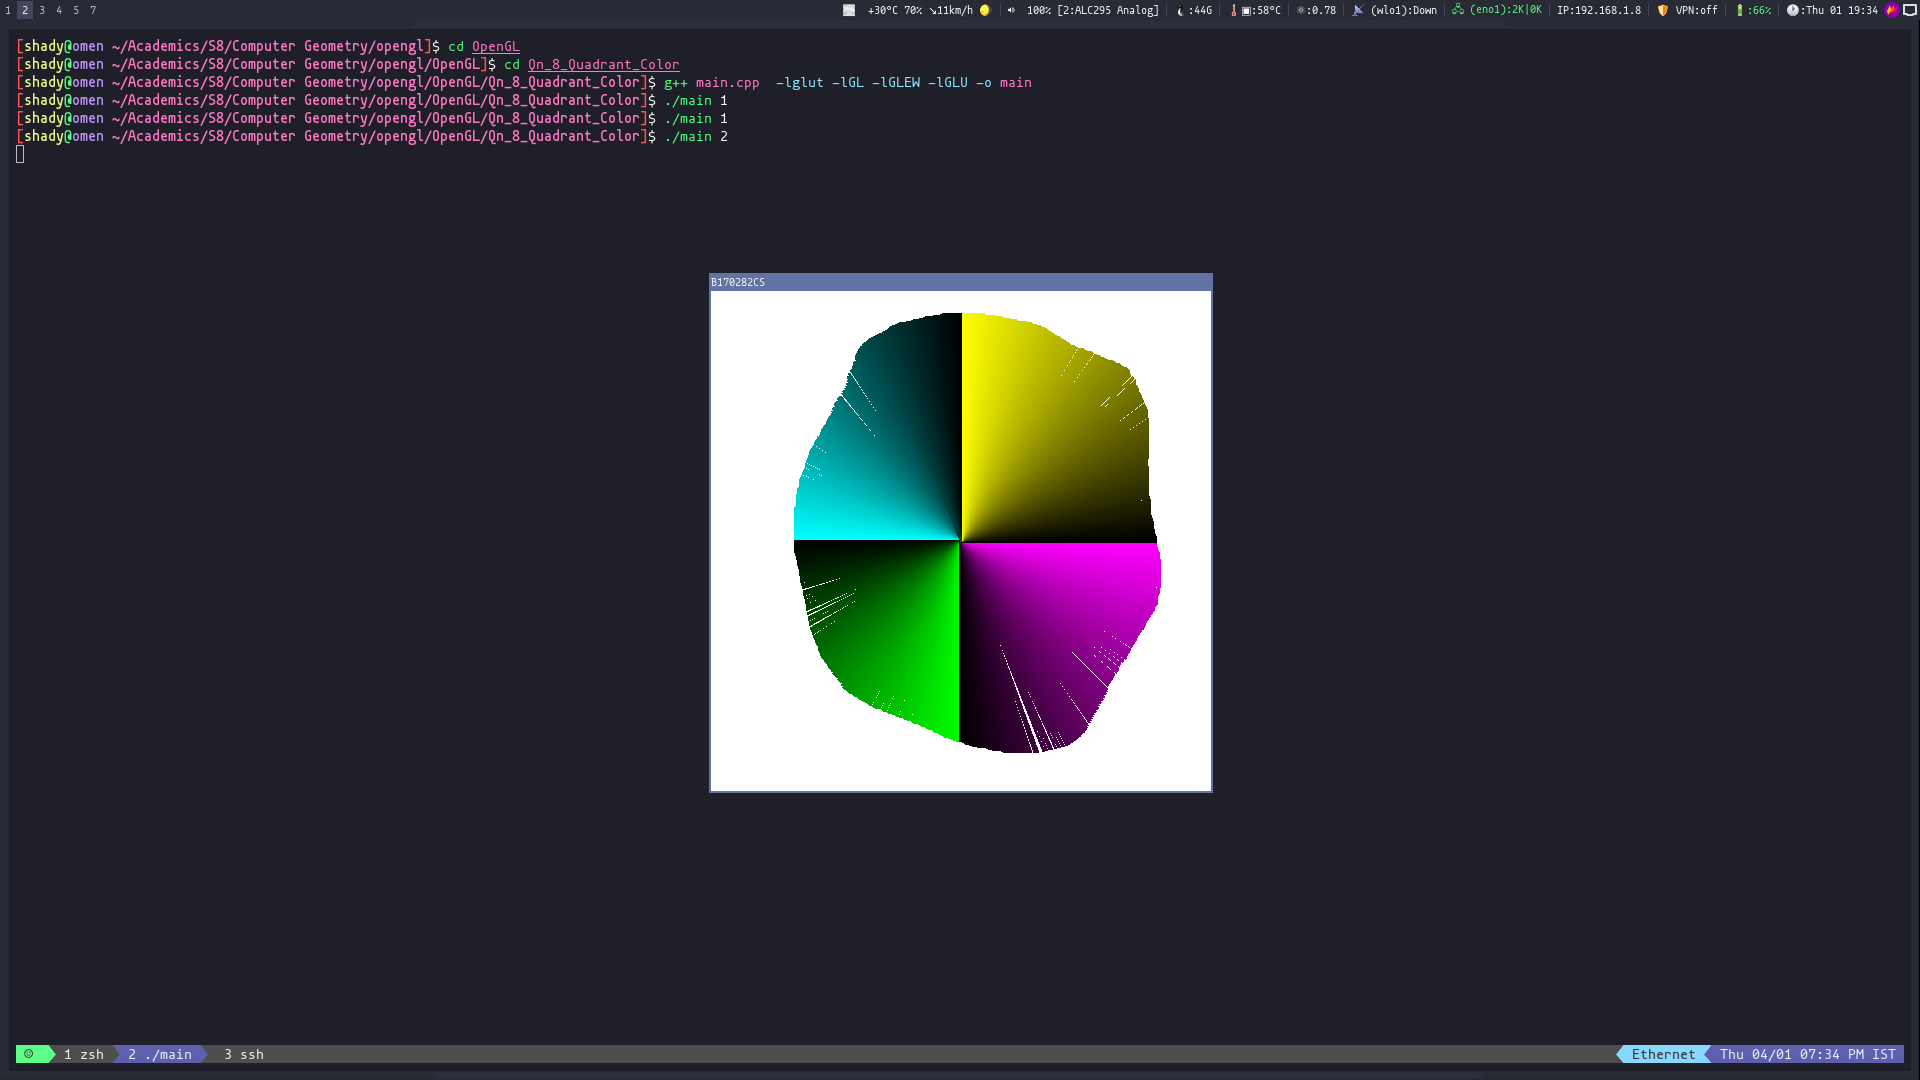 1 2 3 4 5 7 +30°C 70% ↘11km/h 100% [2:ALC295 Analog] :44G :58°C :0.78 (wlo1):Down (eno1):2K|0K IP:192.168.1.8 VPN:off :66% :Thu 01 19:34
[shady@omen ~/Academics/S8/Computer Geometry/opengl]$ cd OpenGL
[shady@omen ~/Academics/S8/Computer Geometry/opengl/OpenGL]$ cd Qn_8_Quadrant_Color
[shady@omen ~/Academics/S8/Computer Geometry/opengl/OpenGL/Qn_8_Quadrant_Color]$ g++ main.cpp  -lglut -lGL -lGLEW -lGLU -o main
[shady@omen ~/Academics/S8/Computer Geometry/opengl/OpenGL/Qn_8_Quadrant_Color]$ ./main 1
[shady@omen ~/Academics/S8/Computer Geometry/opengl/OpenGL/Qn_8_Quadrant_Color]$ ./main 1
[shady@omen ~/Academics/S8/Computer Geometry/opengl/OpenGL/Qn_8_Quadrant_Color]$ ./main 2
B170282CS
1 zsh 2 ./main 3 ssh Ethernet Thu 04/01 07:34 PM IST